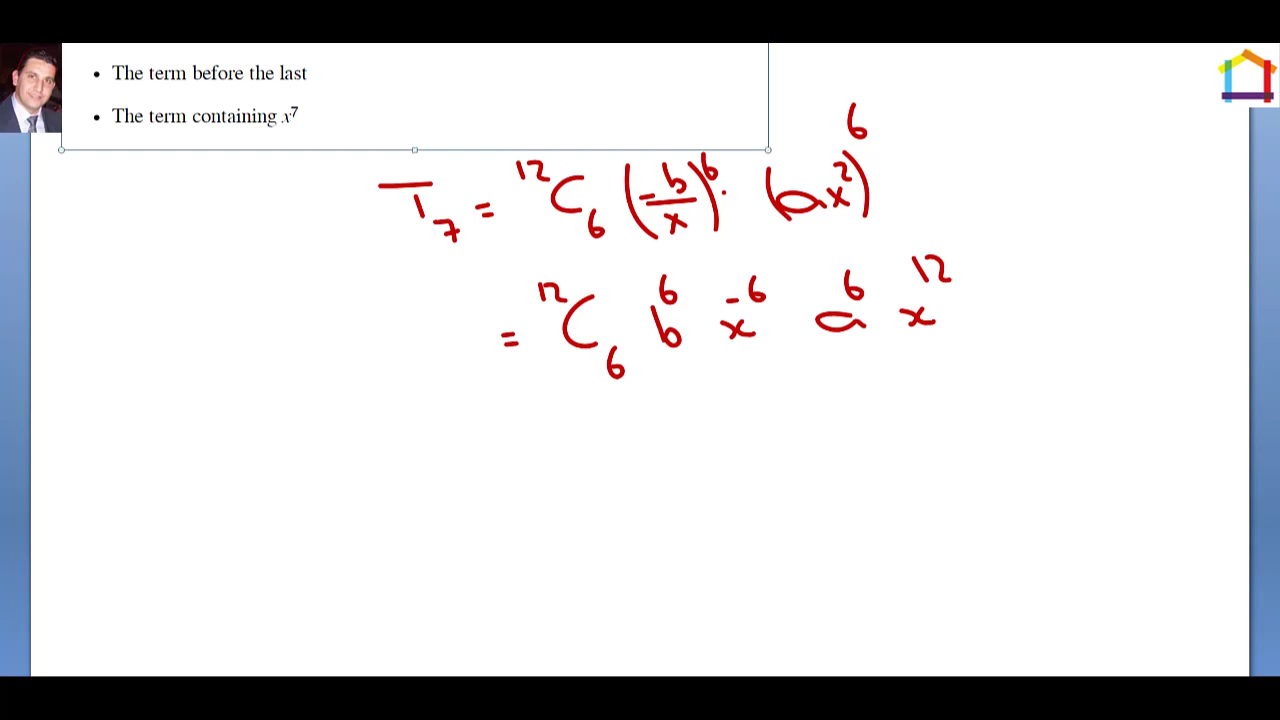 • The term before the last
• The term containing x⁷
T₇ = ¹²C₆ (-b/x)⁶ . (ax²)⁶
= ¹²C₆ b⁶ x⁻⁶ a⁶ x¹²